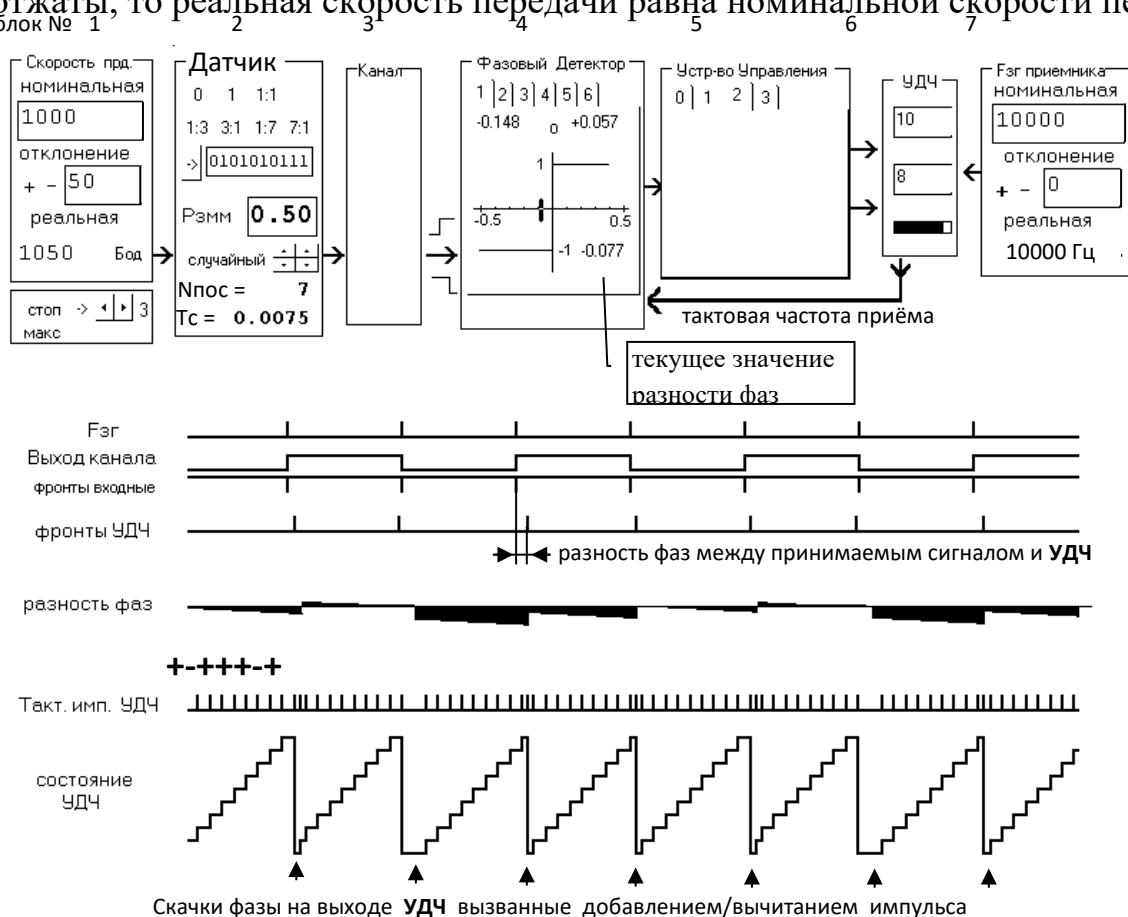 отжаты, то реальная скорость передачи равна номинальной скорости
блок № 1 2 3 4 5 6 7
Скорость прд.
номинальная
1000
отклонение
+ - 50
реальная
1050 Бод
стоп -> 3
макс
Датчик
0 1 1:1
1:3 3:1 1:7 7:1
-> 0101010111
Рзмм 0.50
случайный
Nпос = 7
Tс = 0.0075
Канал
Фазовый Детектор
1 2 3 4 5 6
-0.148 0 +0.057
1
-0.5 0.5
-1 -0.077
Устр-во Управления
0 1 2 3
УДЧ
10
8
Fзг приемника
номинальная
10000
отклонение
+ - 0
реальная
10000 Гц
тактовая частота приёма
текущее значение
разности фаз
Fзг
Выход канала
фронты входные
фронты УДЧ
разность фаз между принимаемым сигналом и УДЧ
разность фаз
+-+++-+
Такт. имп. УДЧ
состояние
УДЧ
Скачки фазы на выходе УДЧ вызванные добавлением/вычитанием импульса